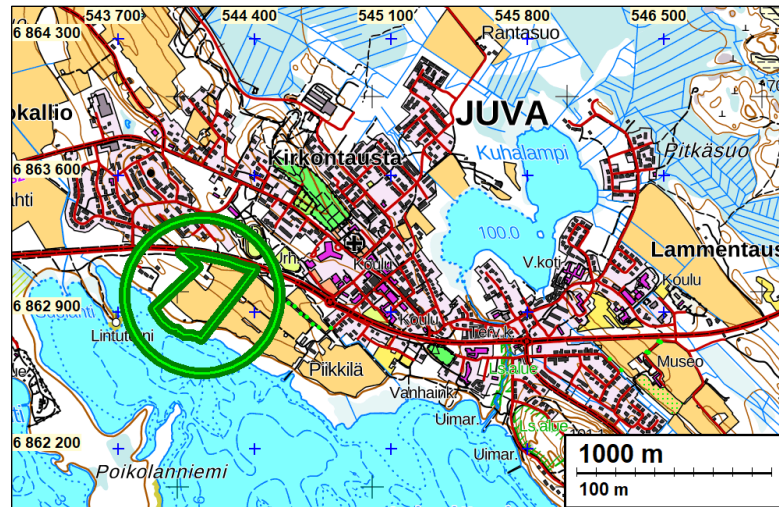 543 700
544 400
545 100
545 800
546 500
6 864 300
Rantasuo
JUVA
okallio
Kirkontausta
Kuhalampi
Pitkäsuo
6 863 600
ahti
100.0
Lammentaus
V.koti
Koulu
Urh.
Koulu
6 862 900
Lintutorni
Koulu
Terv.k.
Museo
Piikkilä
Ls.alue
Vanhaink.
Uimar.
Ls.alue
6 862 200
Uimar.
Poikolanniemi
1000 m
100 m